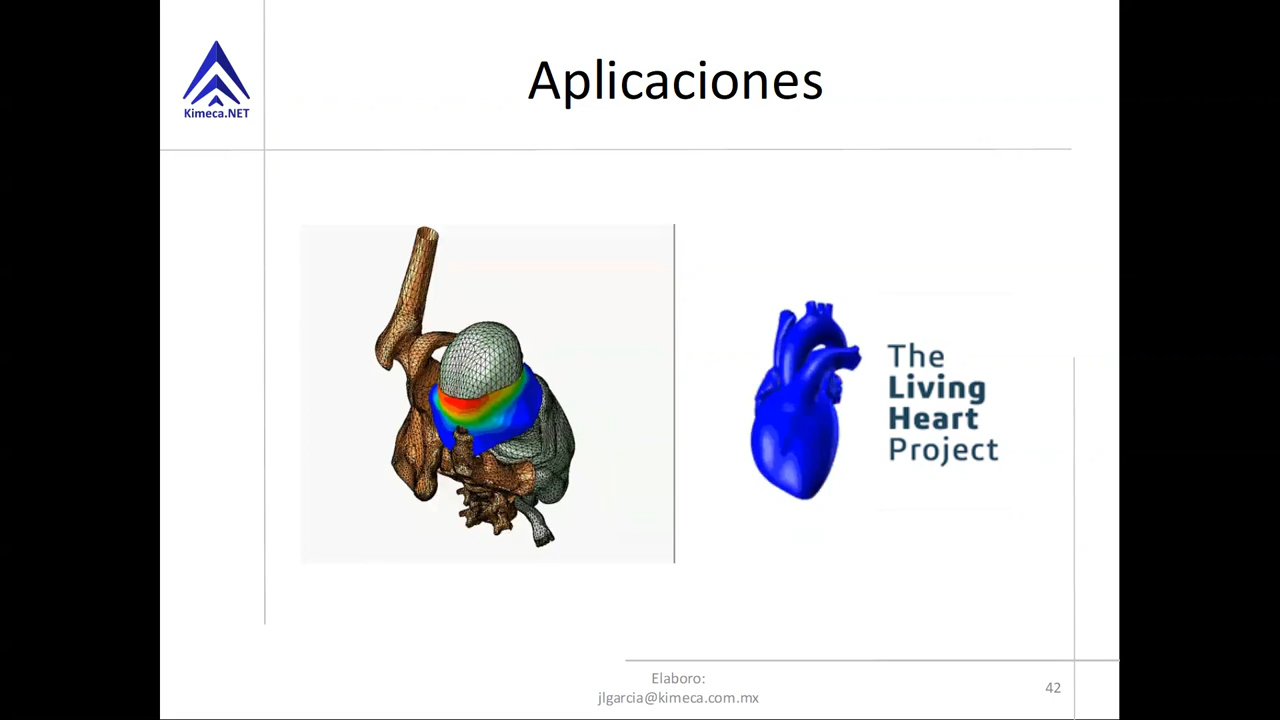 Kimeca.NET
Aplicaciones
The
Living
Heart
Project
Elaboro:
jlgarcia@kimeca.com.mx
42